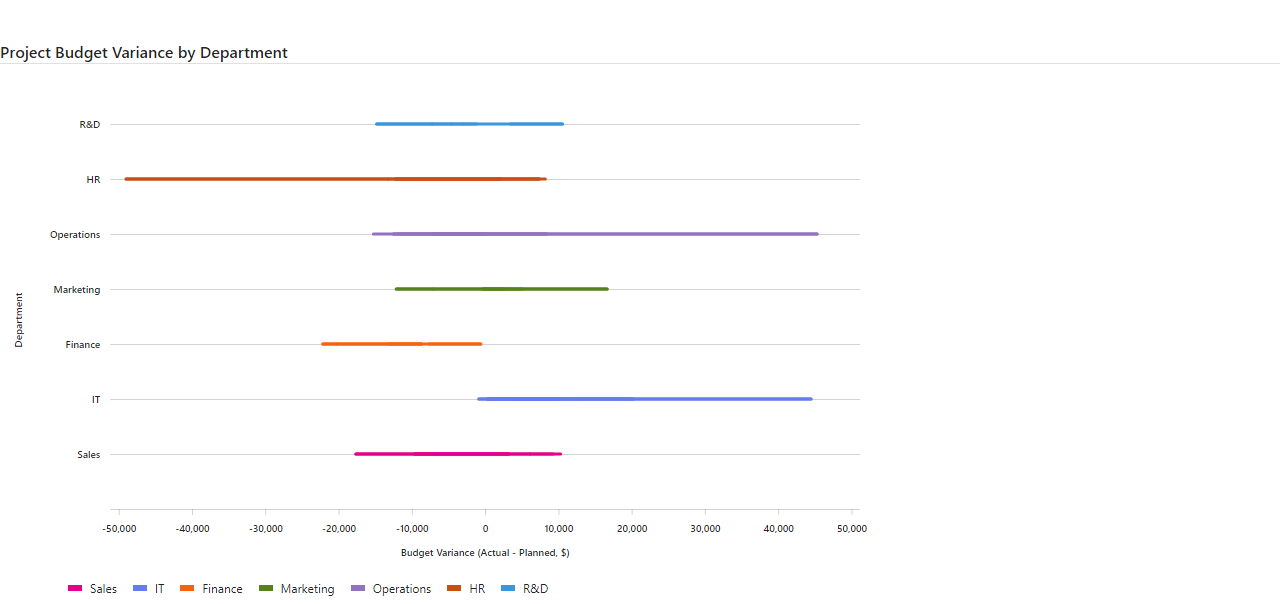 Project Budget Variance by Department
R&D
HR
Operations
Marketing
Finance
IT
Sales
Department
-50,000 -40,000 -30,000 -20,000 -10,000 0 10,000 20,000 30,000 40,000 50,000
Budget Variance (Actual - Planned, $)
Sales IT Finance Marketing Operations HR R&D